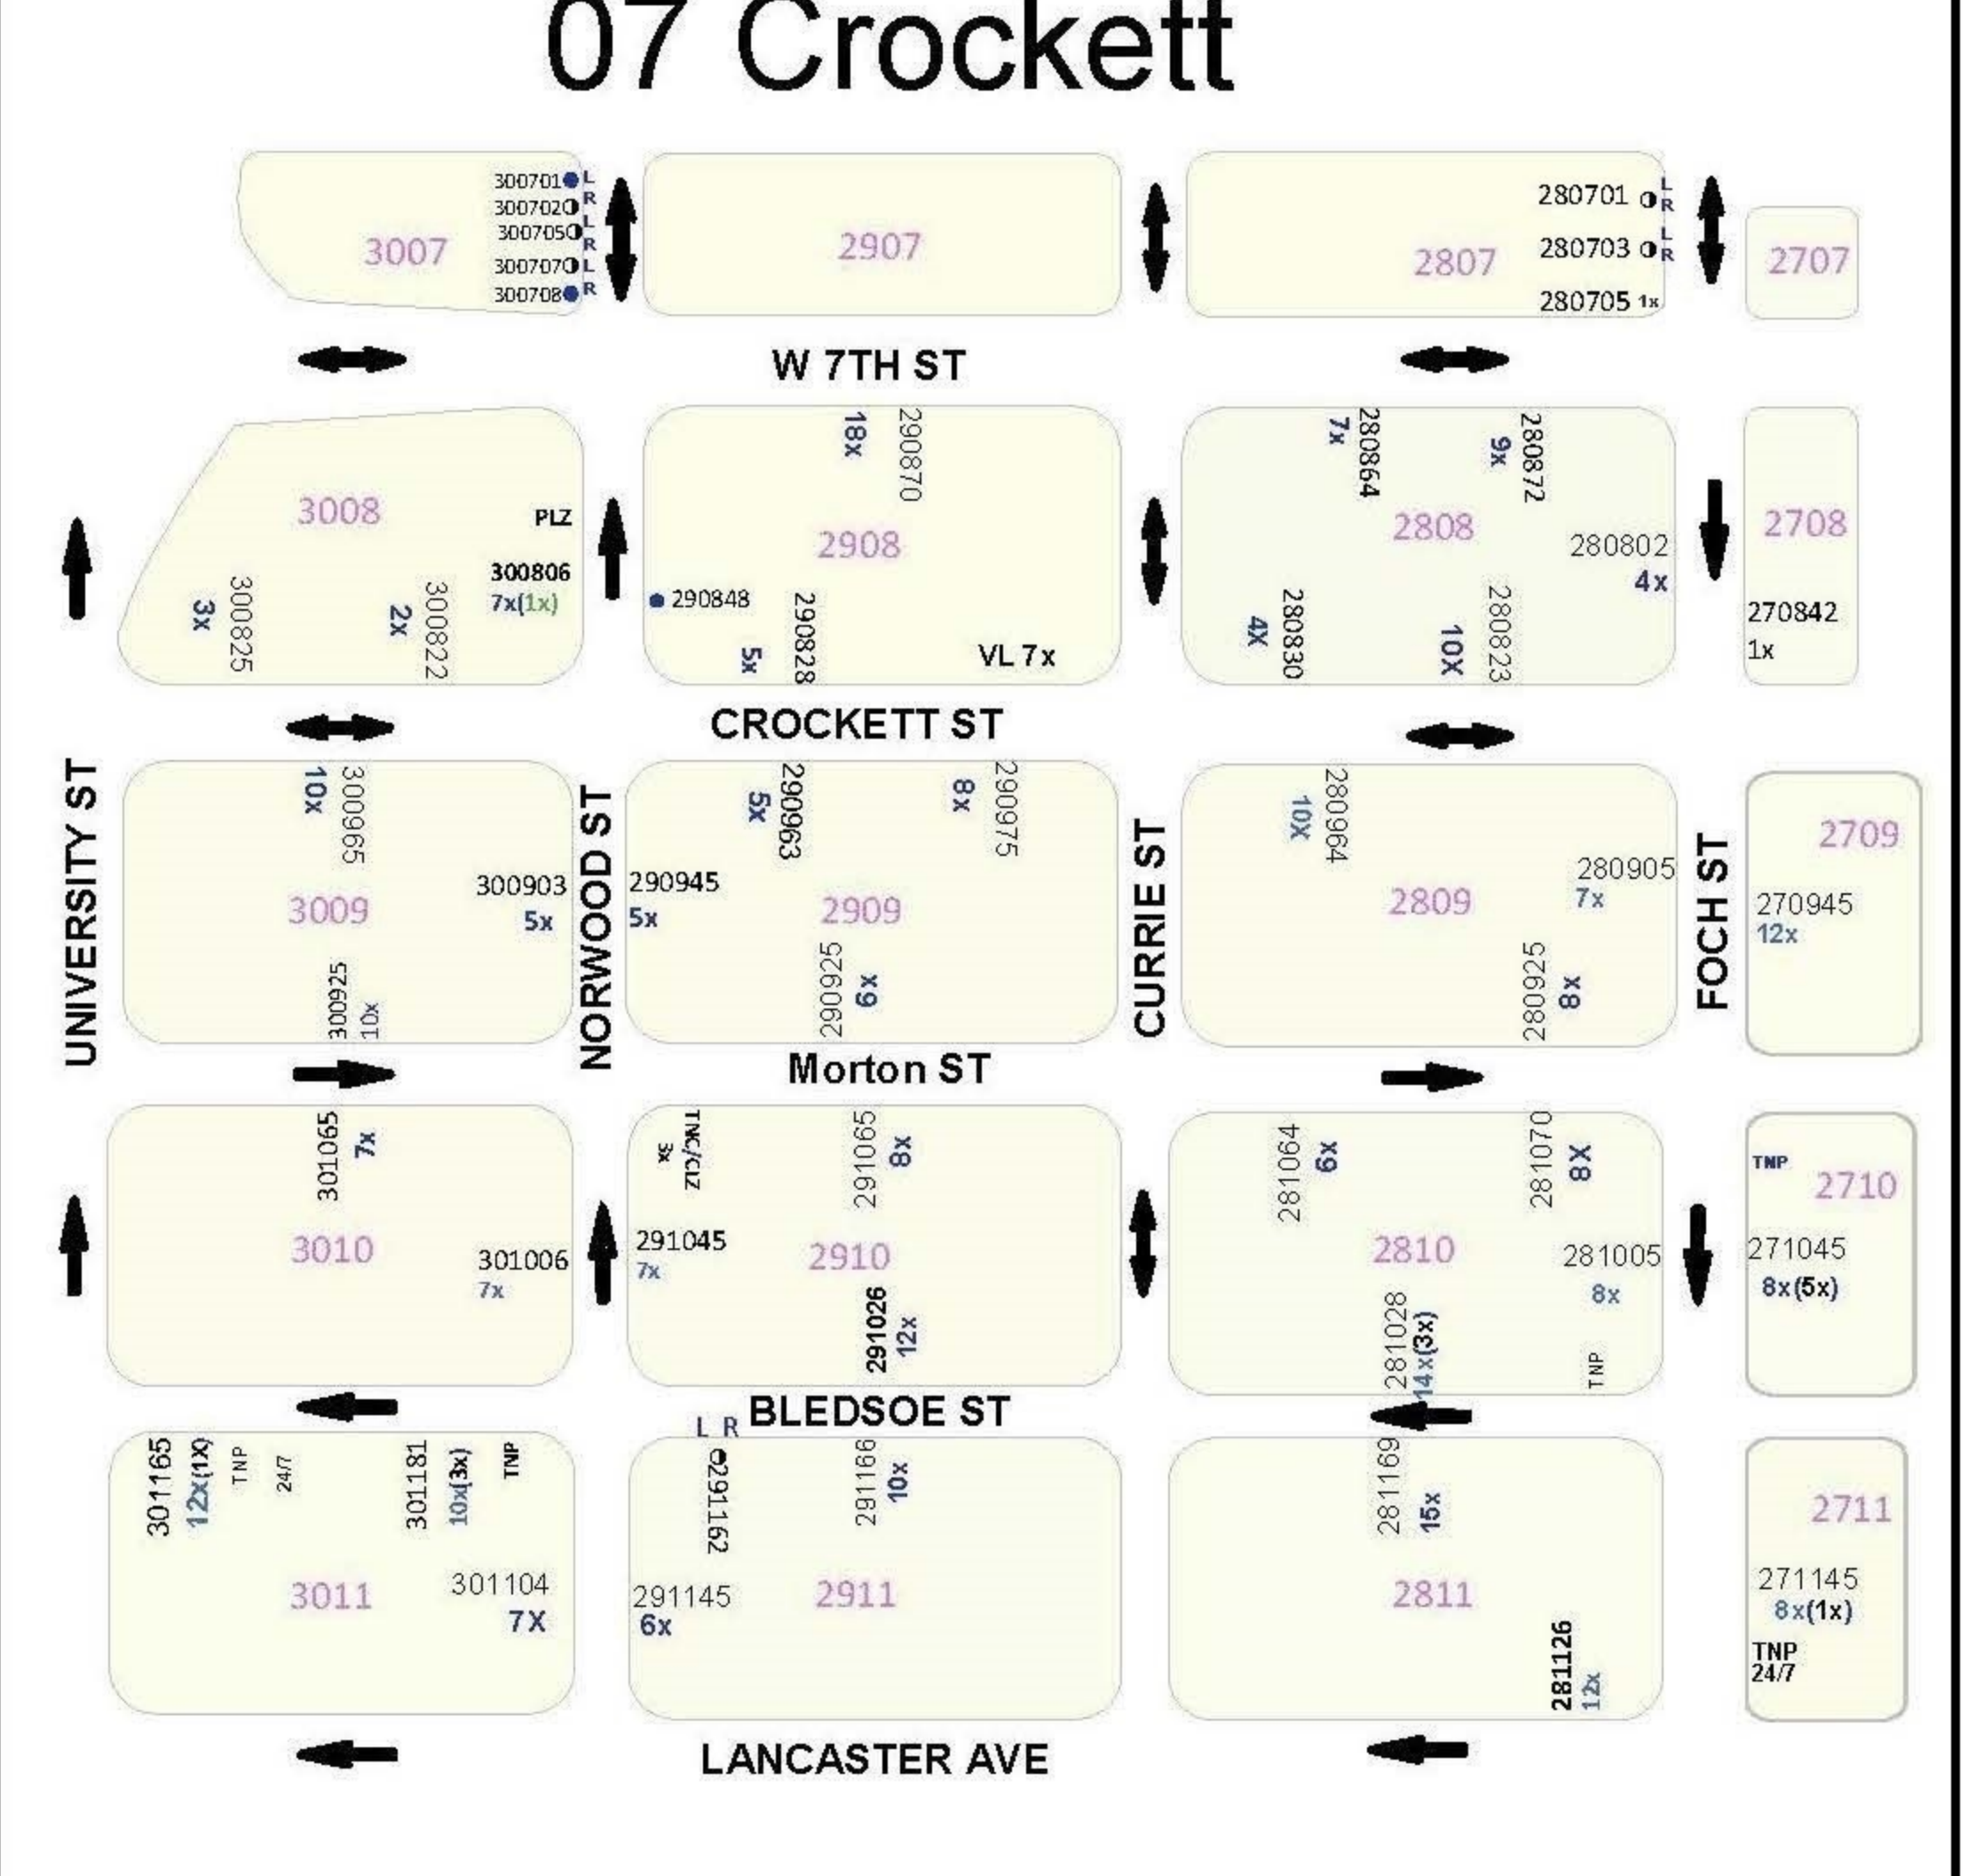 07 Crockett
300701 L
R
300702
300705 L
R
300707 L
300708 R
3007
2907
280701 L
R
280703 L
R
280705 1x
2807
2707
W 7TH ST
3008
PLZ
300806
7x(1x)
300825
3x
300822
2x
290870
18x
2908
290848
290828
5x
VL 7x
280864
7x
280872
9x
2808
280802
4x
280830
4X
280823
10X
2708
270842
1x
CROCKETT ST
UNIVERSITY ST
NORWOOD ST
CURRIE ST
FOCH ST
300965
10x
300903
5x
3009
300925
10x
290963
5x
290975
8x
290945
5x
2909
290925
6x
280964
10X
280905
7x
2809
280925
8x
2709
270945
12x
Morton ST
301065
7x
3010
301006
7x
TNC/CLZ
3x
291065
8x
291045
7x
2910
291026
12x
281064
6x
281070
8X
2810
281005
8x
281028
14x(3x)
TNP
TNP
2710
271045
8x(5x)
BLEDSOE ST
301165
12x(1X)
TNP
24/7
301181
10x(3x)
TNP
3011
301104
7X
L R
291162
291166
10x
291145
6x
2911
281169
15x
2811
281126
12x
2711
271145
8x(1x)
TNP
24/7
LANCASTER AVE